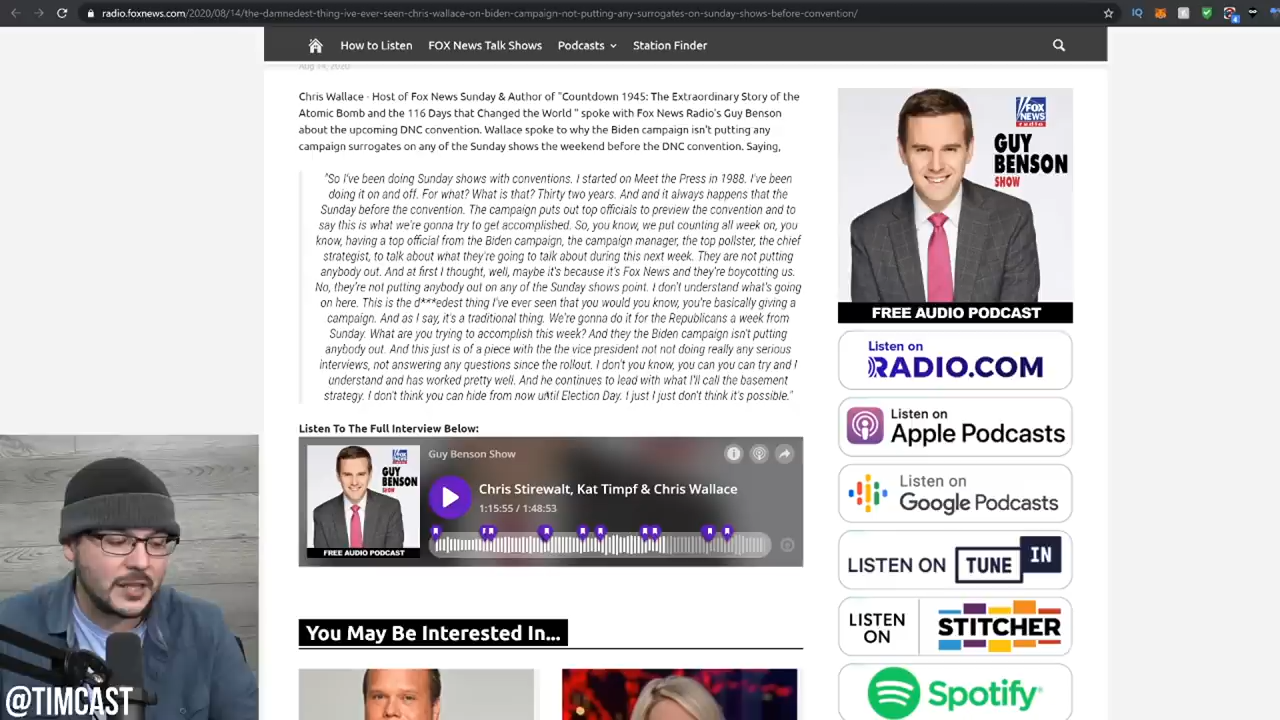 radio.foxnews.com/2020/08/14/the-damnedest-thing-ive-ever-seen-chris-wallace-on-biden-campaign-not-putting-any-surrogates-on-sunday-shows-before-convention/
How to Listen FOX News Talk Shows Podcasts Station Finder
Aug 14, 2020
Chris Wallace - Host of Fox News Sunday & Author of "Countdown 1945: The Extraordinary Story of the
Atomic Bomb and the 116 Days that Changed the World " spoke with Fox News Radio's Guy Benson
about the upcoming DNC convention. Wallace spoke to why the Biden campaign isn't putting any
campaign surrogates on any of the Sunday shows the weekend before the DNC convention. Saying,
"So I've been doing Sunday shows with conventions. I started on Meet the Press in 1988. I've been
doing it on and off. For what? What is that? Thirty two years. And and it always happens that the
Sunday before the convention. The campaign puts out top officials to preview the convention and to
say this is what we're gonna try to get accomplished. So, you know, we put counting all week on, you
know, having a top official from the Biden campaign, the campaign manager, the top pollster, the chief
strategist, to talk about what they're going to talk about during this next week. They are not putting
anybody out. And at first I thought, well, maybe it's because it's Fox News and they're boycotting us.
No, they're not putting anybody out on any of the Sunday shows point. I don't understand what's going
on here. This is the d***edest thing I've ever seen that you would you know, you're basically giving a
campaign. And as I say, it's a traditional thing. We're gonna do it for the Republicans a week from
Sunday. What are you trying to accomplish this week? And they the Biden campaign isn't putting
anybody out. And this just is of a piece with the the vice president not not doing really any serious
interviews, not answering any questions since the rollout. I don't you know, you can you can try and I
understand and has worked pretty well. And he continues to lead with what I'll call the basement
strategy. I don't think you can hide from now until Election Day. I just I just don't think it's possible."
Listen To The Full Interview Below:
Guy Benson Show
Chris Stirewalt, Kat Timpf & Chris Wallace
1:15:55 / 1:48:53
FOX
NEWS
GUY
BENSON
SHOW
FREE AUDIO PODCAST
You May Be Interested In...
FOX
NEWS
radio
GUY
BENSON
SHOW
FREE AUDIO PODCAST
Listen on
RADIO.COM
Listen on
Apple Podcasts
Listen on
Google Podcasts
LISTEN ON TUNE IN
LISTEN
ON
STITCHER
Spotify
@TIMCAST